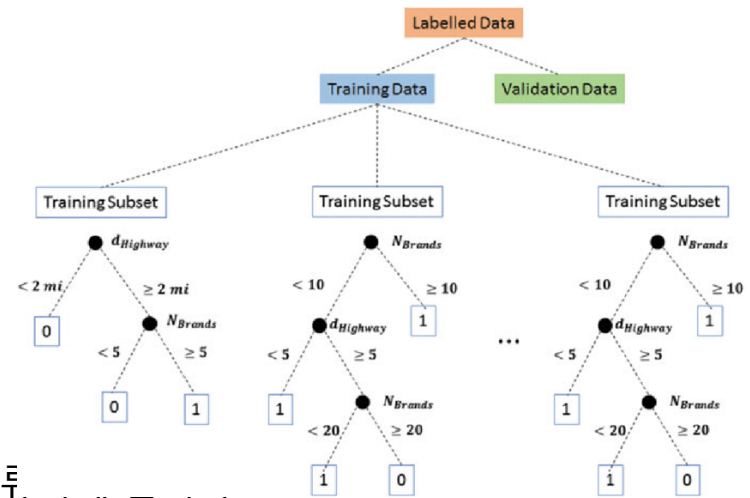 Labelled Data
Training Data Validation Data
Training Subset Training Subset Training Subset
d_Highway N_Brands N_Brands
< 2 mi ≥ 2 mi < 10 ≥ 10 < 10 ≥ 10
0 N_Brands d_Highway 1 ... d_Highway 1
< 5 ≥ 5 < 5 ≥ 5 < 5 ≥ 5
0 1 1 N_Brands 1 N_Brands
< 20 ≥ 20 < 20 ≥ 20
1 0 1 0